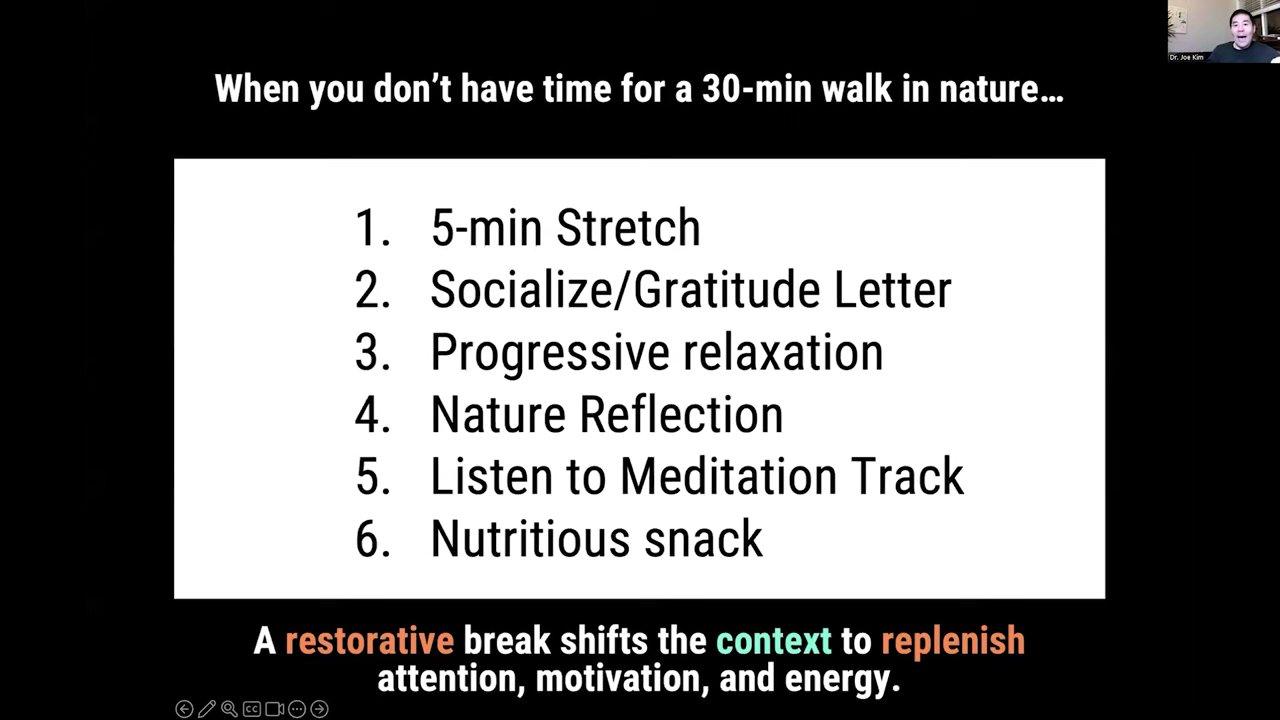 Dr. Joe Kim
When you don’t have time for a 30-min walk in nature…
1. 5-min Stretch
2. Socialize/Gratitude Letter
3. Progressive relaxation
4. Nature Reflection
5. Listen to Meditation Track
6. Nutritious snack
A restorative break shifts the context to replenish
attention, motivation, and energy.
CC